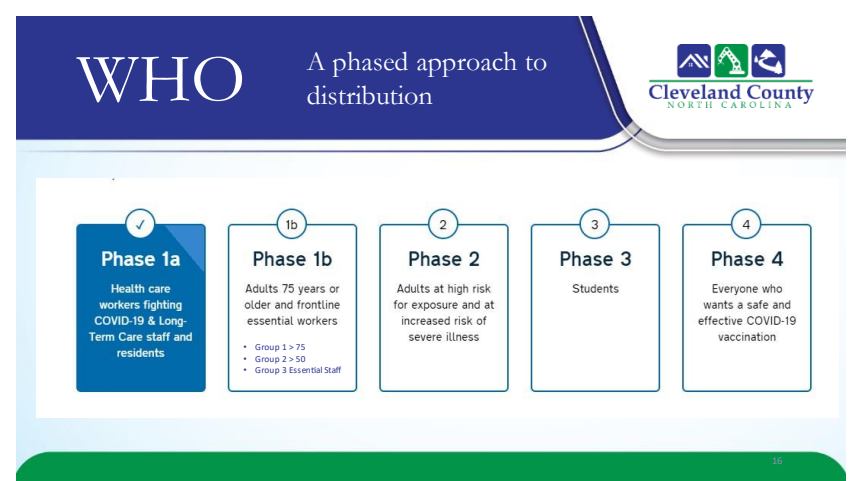 WHO
A phased approach to
distribution
Cleveland County
NORTH CAROLINA
✓
Phase 1a
Health care
workers fighting
COVID-19 & Long-
Term Care staff and
residents
1b
Phase 1b
Adults 75 years or
older and frontline
essential workers
• Group 1 > 75
• Group 2 > 50
• Group 3 Essential Staff
2
Phase 2
Adults at high risk
for exposure and at
increased risk of
severe illness
3
Phase 3
Students
4
Phase 4
Everyone who
wants a safe and
effective COVID-19
vaccination
16